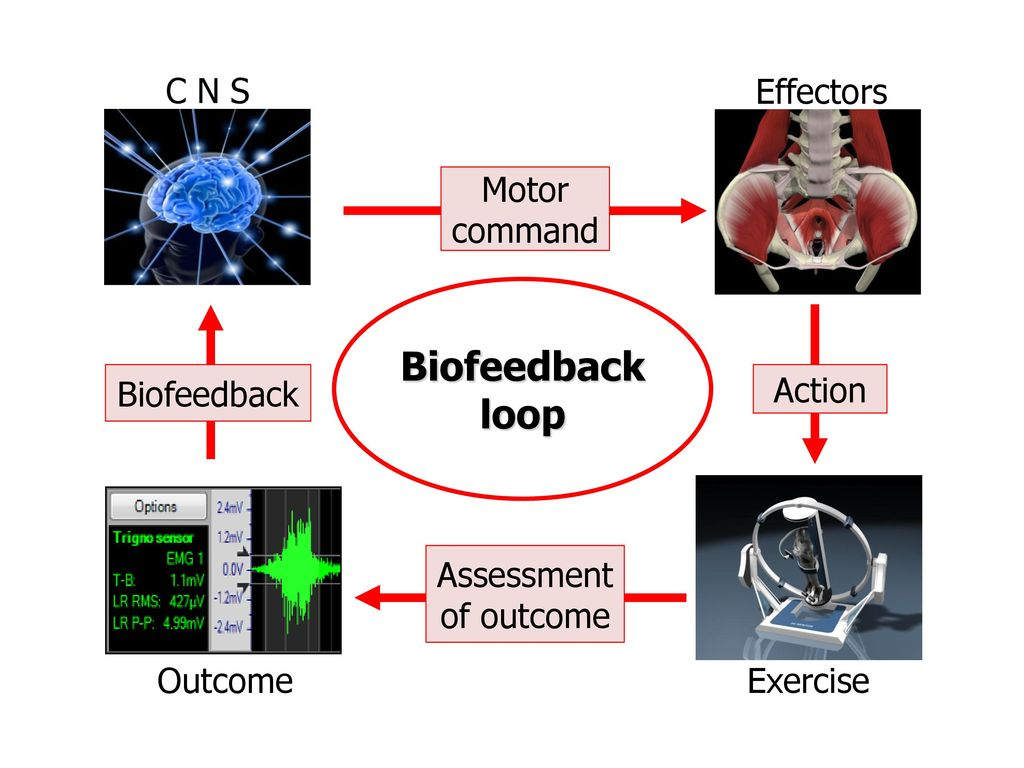 C N S
Effectors
Motor
command
Biofeedback
loop
Biofeedback
Action
Options
Trigno sensor
EMG 1
T-B: 1.1mV
LR RMS: 427µV
LR P-P: 4.99mV
2.4mV
1.2mV
0.0V
-1.2mV
-2.4mV
Assessment
of outcome
Outcome
Exercise